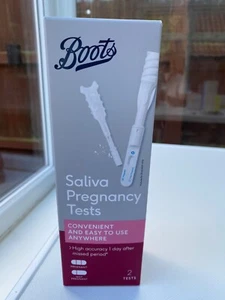 Boots
Saliva
Pregnancy
Tests
CONVENIENT
AND EASY TO USE
ANYWHERE
High accuracy 1 day after
missed period
2
TESTS